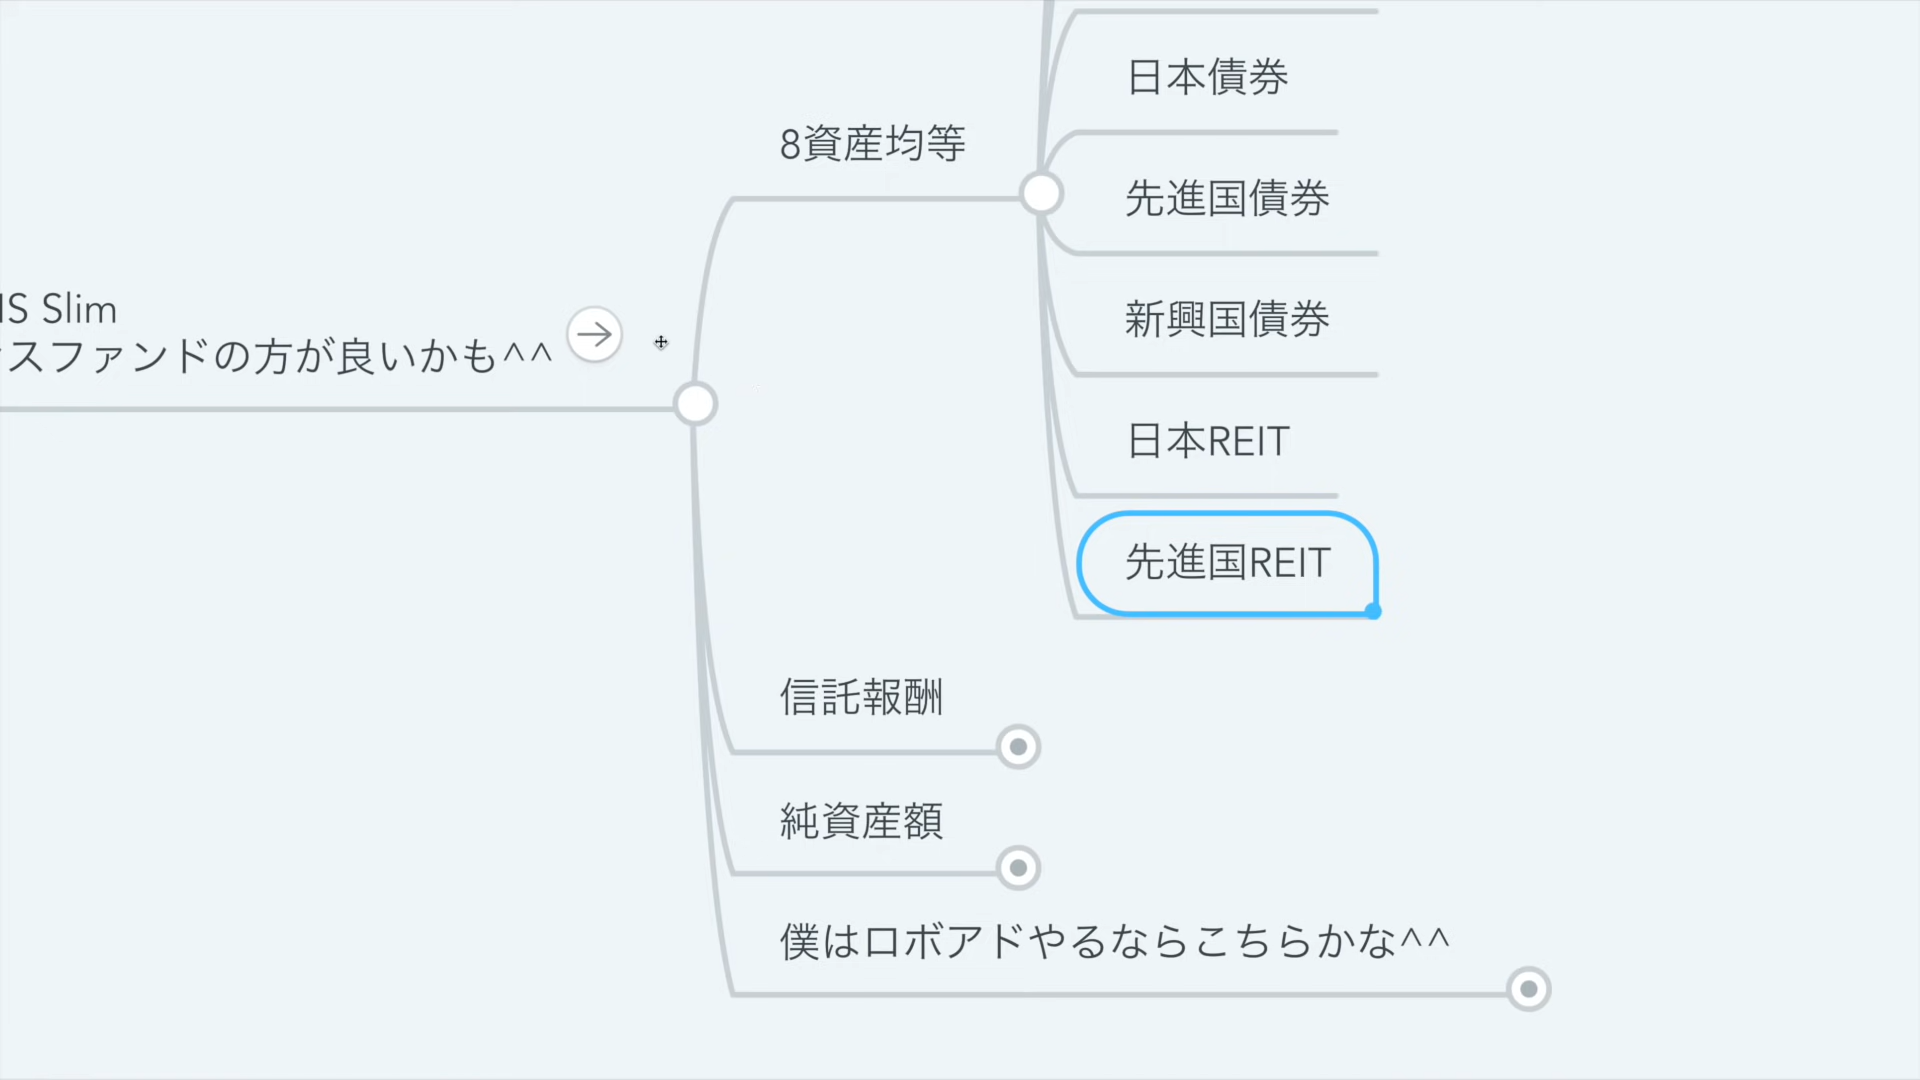 8資産均等
日本債券
先進国債券
新興国債券
日本REIT
先進国REIT
Slim
スファンドの方が良いかも^^
信託報酬
純資産額
僕はロボアドやるならこちらかな^^